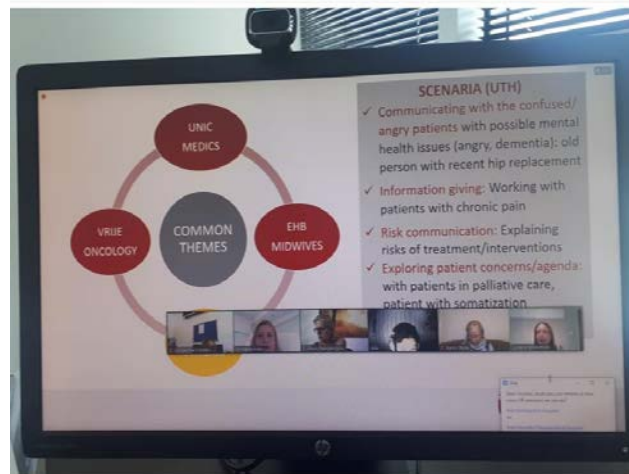 UNIC
MEDICS
VRIJE
ONCOLOGY
COMMON
THEMES
EHB
MIDWIVES
SCENARIA (UTH)
✓ Communicating with the confused/
angry patients with possible mental
health issues (angry, dementia): old
person with recent hip replacement
✓ Information giving: Working with
patients with chronic pain
✓ Risk communication: Explaining
risks of treatment/interventions
✓ Exploring patient concerns/agenda:
with patients in palliative care,
patient with somatization
hp